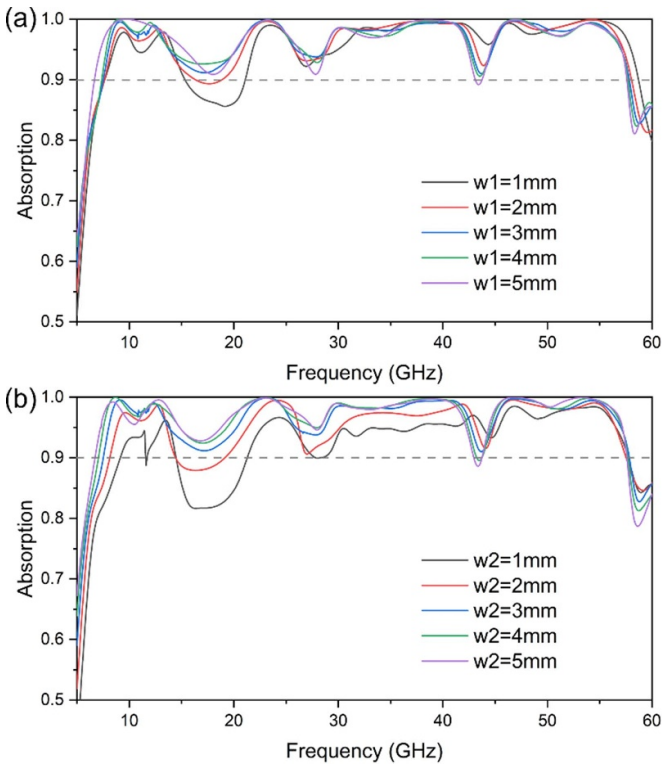 (a)
1.0
0.9
0.8
0.7
0.6
0.5
Absorption
w1=1mm
w1=2mm
w1=3mm
w1=4mm
w1=5mm
10 20 30 40 50 60
Frequency (GHz)
(b)
1.0
0.9
0.8
0.7
0.6
0.5
Absorption
w2=1mm
w2=2mm
w2=3mm
w2=4mm
w2=5mm
10 20 30 40 50 60
Frequency (GHz)